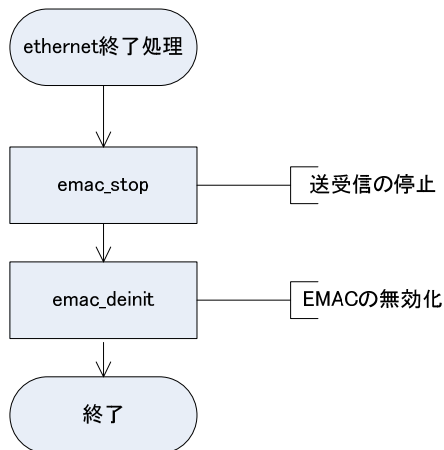 ethernet終了処理
emac_stop
送受信の停止
emac_deinit
EMACの無効化
終了